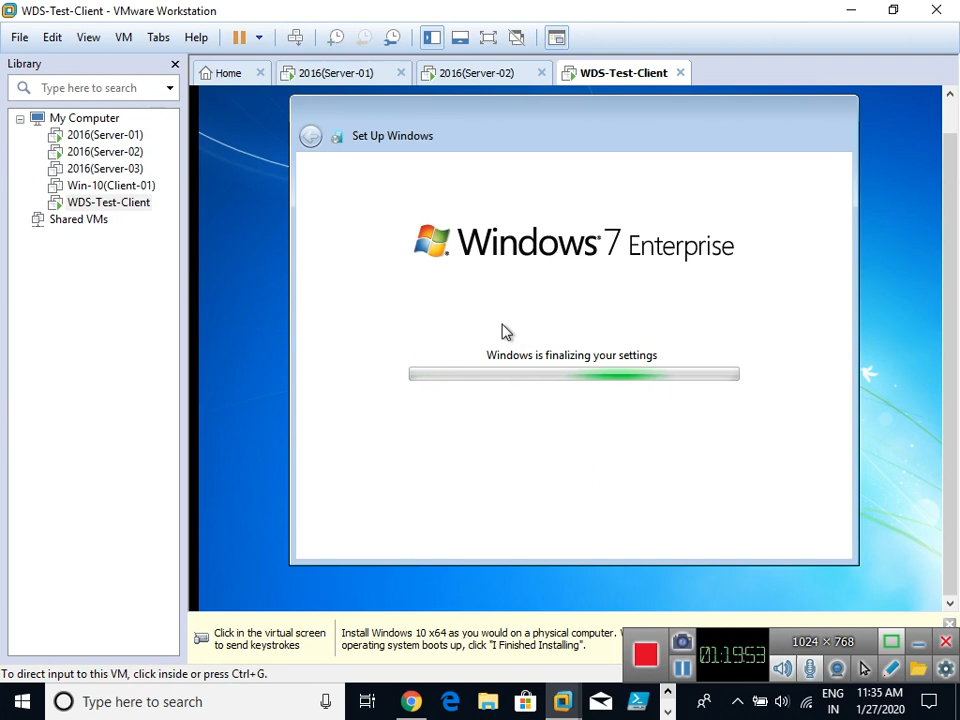 WDS-Test-Client - VMware Workstation
File Edit View VM Tabs Help
Library
Type here to search
Home 2016(Server-01) 2016(Server-02) WDS-Test-Client
My Computer
2016(Server-01)
2016(Server-02)
2016(Server-03)
Win-10(Client-01)
WDS-Test-Client
Shared VMs
Set Up Windows
Windows 7 Enterprise
Windows is finalizing your settings
Click in the virtual screen
to send keystrokes
Install Windows 10 x64 as you would on a physical computer.
operating system boots up, click "I Finished Installing".
1024 × 768
01:19:53
To direct input to this VM, click inside or press Ctrl+G.
Type here to search
ENG
IN
11:35 AM
1/27/2020